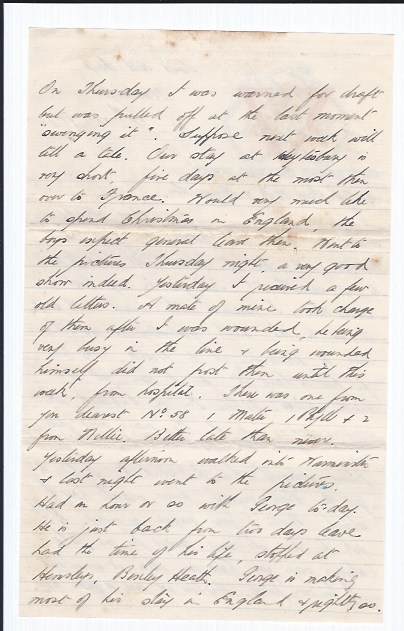 On Thursday I was warned for draft
but was pulled off at the last moment
"swinging it". Suppose next week will
tell a tale. Our stay at Heytesbury is
very short five days at the most then
over to France. Would very much like
to spend Christmas in England, the
boys expect general leave then. Went to
the pictures Thursday night, a very good
show indeed. Yesterday I received a few
old letters. A mate of mine took charge
of them after I was wounded, he being
very busy in the line & being wounded
himself did not post them until this
week, from hospital. There was one from
you dearest No 58 1 Mater 1 Phyll & 2
from Nellie. Better late than never.
Yesterday afternoon walked into Warminster
& last night went to the pictures.
Had an hour or so with George to-day.
He is just back from two days leave
had the time of his life, stopped at
Hensleys, Bexley Heath. George is making
most of his stay in England & rightly so.